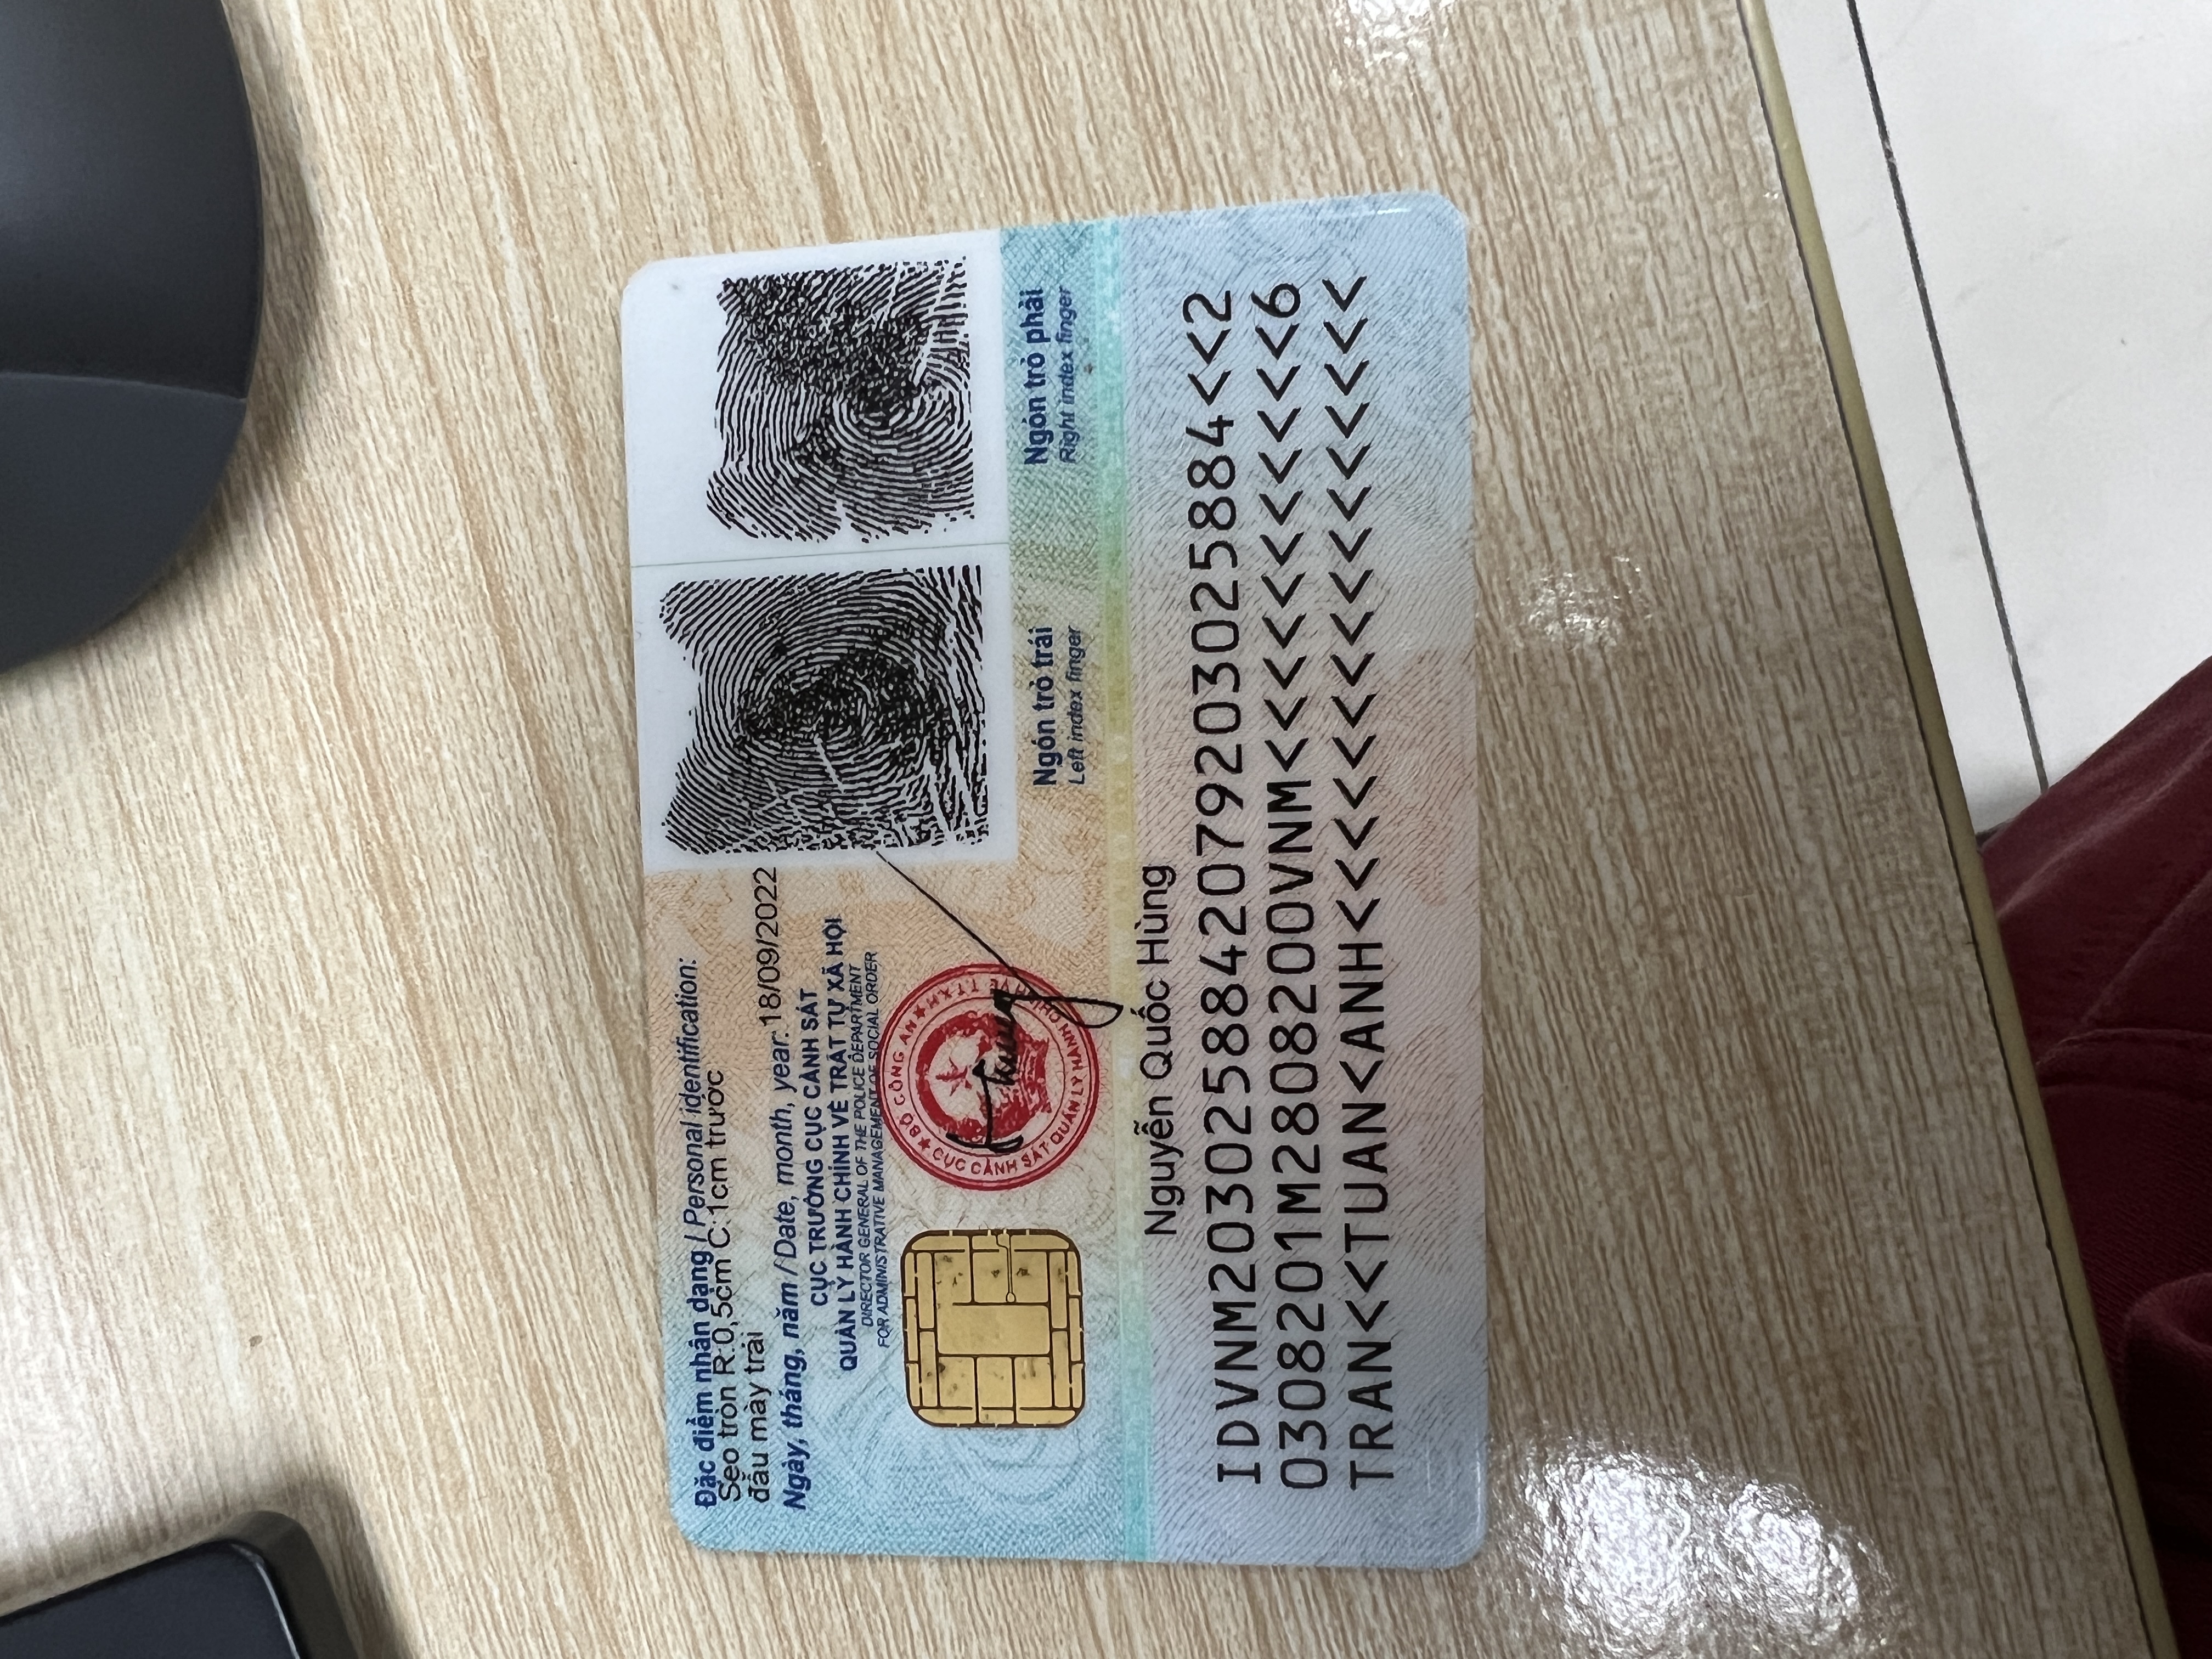 Đặc điểm nhân dạng / Personal identification:
Sẹo tròn R:0,5cm C:1cm trước
đầu mày trái
Ngày, tháng, năm / Date, month, year: 18/09/2022
CỤC TRƯỞNG CỤC CẢNH SÁT
QUẢN LÝ HÀNH CHÍNH VỀ TRẬT TỰ XÃ HỘI
DIRECTOR GENERAL OF THE POLICE DEPARTMENT
FOR ADMINISTRATIVE MANAGEMENT OF SOCIAL ORDER
BỘ CÔNG AN
CỤC CẢNH SÁT QUẢN LÝ HÀNH CHÍNH VỀ TTXH
Ngón trỏ trái
Left index finger
Ngón trỏ phải
Right index finger
Nguyễn Quốc Hùng
IDVNM2030258842079203025884<<2
0308201M2808200VNM<<<<<<<<<<<6
TRAN<<TUAN<ANH<<<<<<<<<<<<<<<<